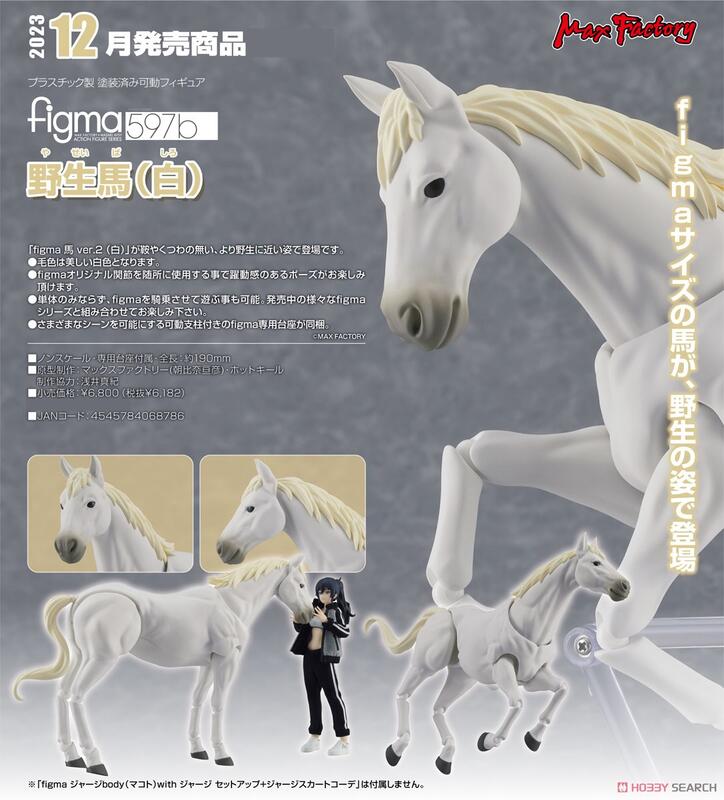 2023
12月発売商品
Max Factory
プラスチック製 塗装済み可動フィギュア
figma 597b
MAX FACTORY×MASAKI APSY
ACTION FIGURE SERIES
や せい ば しろ
野生馬(白)
「figma 馬 ver.2 (白)」が鞍やくつわの無い、より野生に近い姿で登場です。
●毛色は美しい白色となります。
●figmaオリジナル関節を随所に使用する事で躍動感のあるポーズがお楽しみ
頂けます。
●単体のみならず、figmaを騎乗させて遊ぶ事も可能。発売中の様々なfigma
シリーズと組み合わせてお楽しみ下さい。
●さまざまなシーンを可能にする可動支柱付きのfigma専用台座が同梱。
©MAX FACTORY
■ノンスケール・専用台座付属・全長:約190mm
■原型制作:マックスファクトリー(朝比奈亘彦)・ホットキール
制作協力:浅井真紀
■小売価格:¥6,800 (税抜¥6,182)
■JANコード:4545784068786
figmaサイズの馬が、野生の姿で登場
※「figma ジャージbody(マコト)with ジャージ セットアップ+ジャージスカートコーデ」は付属しません。
HOBBY SEARCH